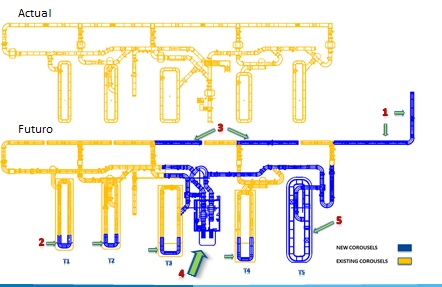 Actual
1
3
Futuro
2
5
T1
T2
T3
T4
T5
4
NEW COROUSELS
EXISTING COROUSELS